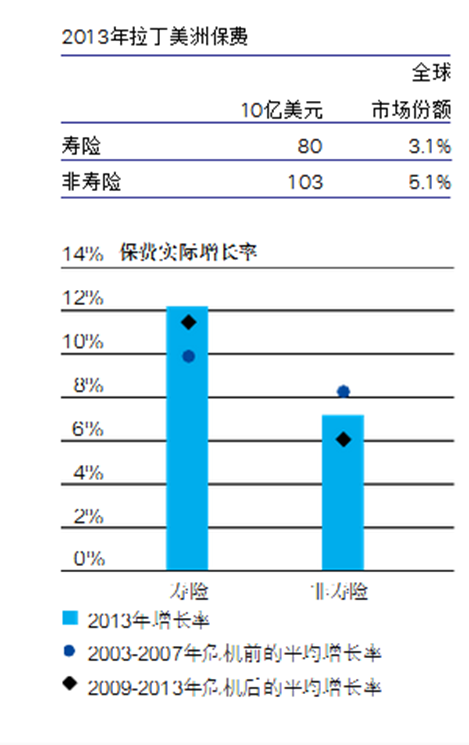 2013年拉丁美洲保费
全球
10亿美元 市场份额
寿险 80 3.1%
非寿险 103 5.1%
14% 保费实际增长率
12%
10%
8%
6%
4%
2%
0%
寿险 非寿险
2013年增长率
2003-2007年危机前的平均增长率
2009-2013年危机后的平均增长率